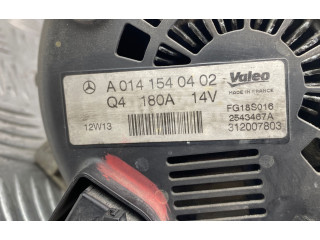 A 014 154 04 02
Valeo
MADE IN FRANCE
Q4 180A 14V
FG18S016
2543467A
12W13
312007803